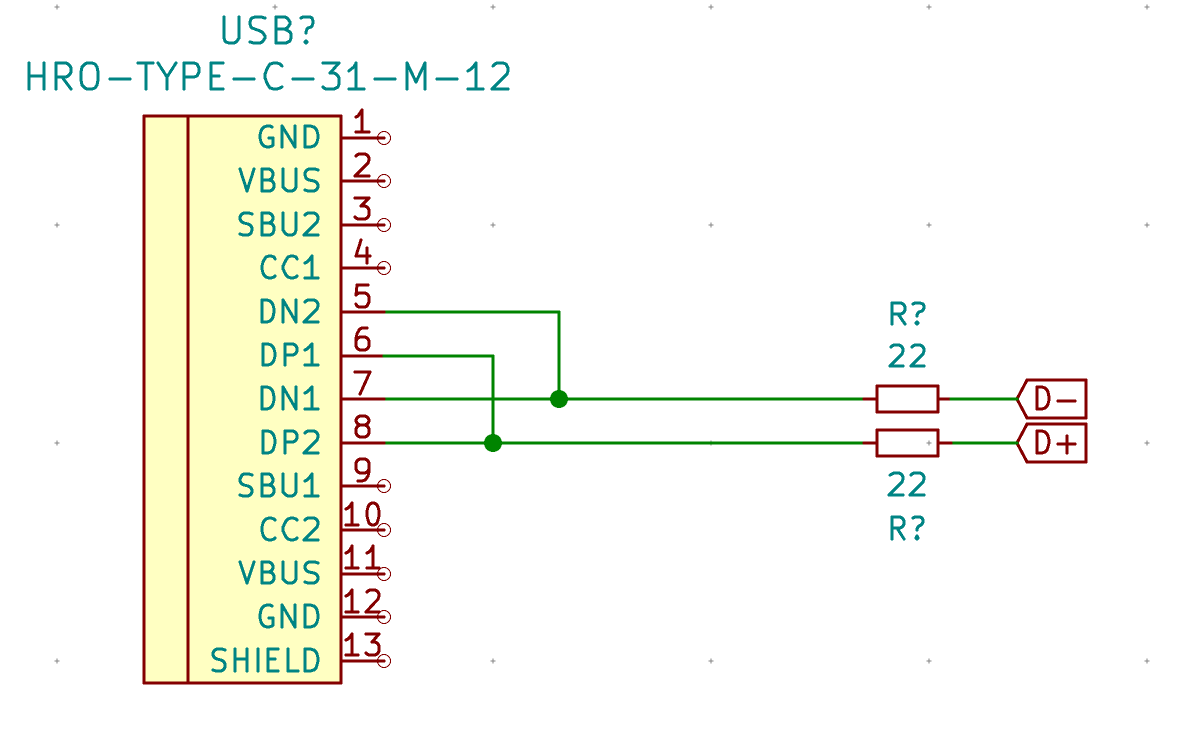 USB?
HRO-TYPE-C-31-M-12
GND 1
VBUS 2
SBU2 3
CC1 4
DN2 5
DP1 6
DN1 7
DP2 8
SBU1 9
CC2 10
VBUS 11
GND 12
SHIELD 13
R?
22
D-
D+
22
R?